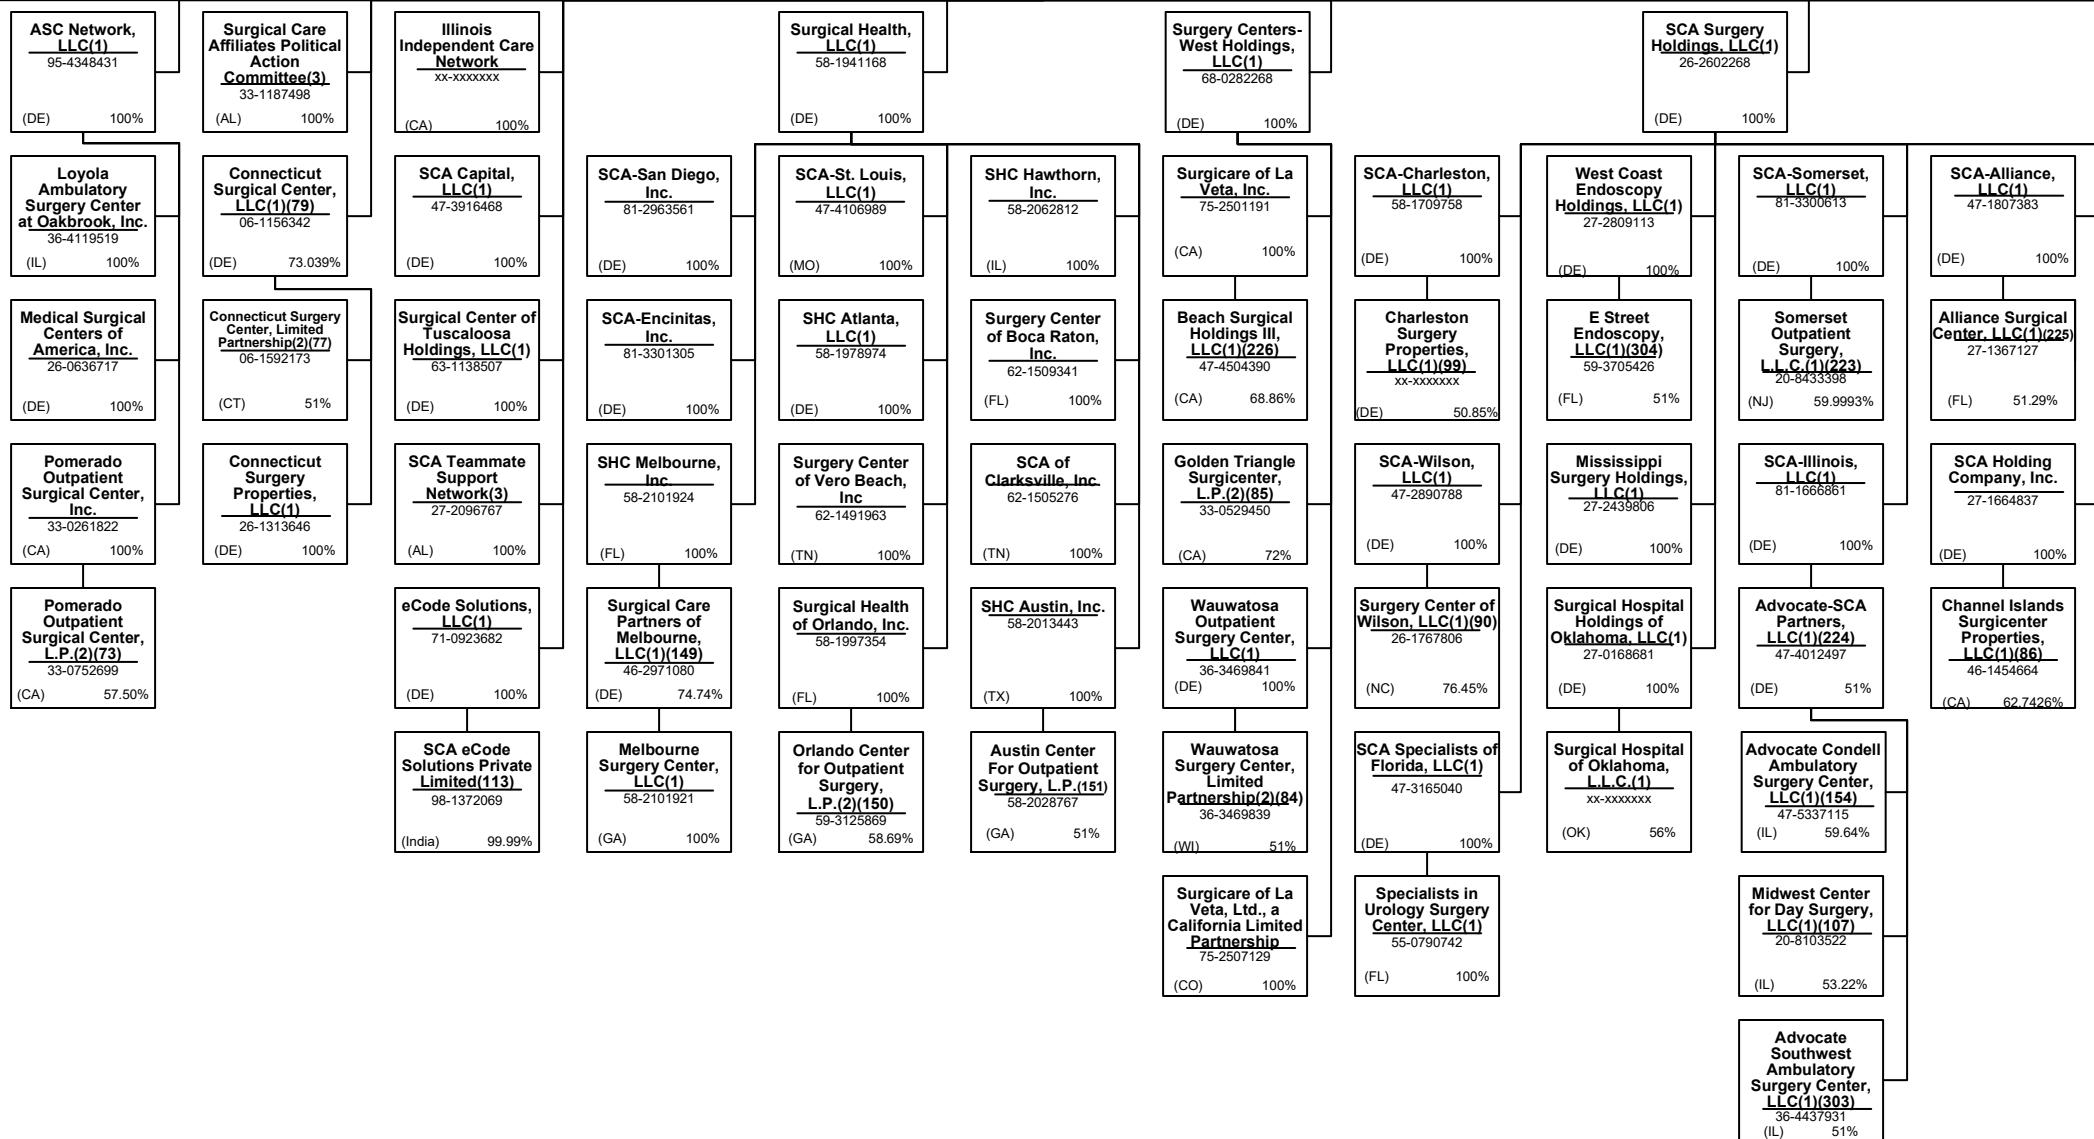 ASC Network,
LLC(1)
95-4348431
(DE) 100%
Surgical Care
Affiliates Political
Action
Committee(3)
33-1187498
(AL) 100%
Illinois
Independent Care
Network
xx-xxxxxxx
(CA) 100%
Surgical Health,
LLC(1)
58-1941168
(DE) 100%
Surgery Centers-
West Holdings,
LLC(1)
68-0282268
(DE) 100%
SCA Surgery
Holdings, LLC(1)
26-2602268
(DE) 100%
Loyola
Ambulatory
Surgery Center
at Oakbrook, Inc.
36-4119519
(IL) 100%
Connecticut
Surgical Center,
LLC(1)(79)
06-1156342
(DE) 73.039%
SCA Capital,
LLC(1)
47-3916468
(DE) 100%
SCA-San Diego,
Inc.
81-2963561
(DE) 100%
SCA-St. Louis,
LLC(1)
47-4106989
(MO) 100%
SHC Hawthorn,
Inc.
58-2062812
(IL) 100%
Surgicare of La
Veta, Inc.
75-2501191
(CA) 100%
SCA-Charleston,
LLC(1)
58-1709758
(DE) 100%
West Coast
Endoscopy
Holdings, LLC(1)
27-2809113
(DE) 100%
SCA-Somerset,
LLC(1)
81-3300613
(DE) 100%
SCA-Alliance,
LLC(1)
47-1807383
(DE) 100%
Medical Surgical
Centers of
America, Inc.
26-0636717
(DE) 100%
Connecticut Surgery
Center, Limited
Partnership(2)(77)
06-1592173
(CT) 51%
Surgical Center of
Tuscaloosa
Holdings, LLC(1)
63-1138507
(DE) 100%
SCA-Encinitas,
Inc.
81-3301305
(DE) 100%
SHC Atlanta,
LLC(1)
58-1978974
(DE) 100%
Surgery Center
of Boca Raton,
Inc.
62-1509341
(FL) 100%
Beach Surgical
Holdings III,
LLC(1)(226)
47-4504390
(CA) 68.86%
Charleston
Surgery
Properties,
LLC(1)(99)
xx-xxxxxxx
(DE) 50.85%
E Street
Endoscopy,
LLC(1)(304)
59-3705426
(FL) 51%
Somerset
Outpatient
Surgery,
L.L.C.(1)(223)
20-8433398
(NJ) 59.9993%
Alliance Surgical
Center, LLC(1)(225)
27-1367127
(FL) 51.29%
Pomerado
Outpatient
Surgical Center,
Inc.
33-0261822
(CA) 100%
Connecticut
Surgery
Properties,
LLC(1)
26-1313646
(DE) 100%
SCA Teammate
Support
Network(3)
27-2096767
(AL) 100%
SHC Melbourne,
Inc.
58-2101924
(FL) 100%
Surgery Center
of Vero Beach,
Inc
62-1491963
(TN) 100%
SCA of
Clarksville, Inc.
62-1505276
(TN) 100%
Golden Triangle
Surgicenter,
L.P.(2)(85)
33-0529450
(CA) 72%
SCA-Wilson,
LLC(1)
47-2890788
(DE) 100%
Mississippi
Surgery Holdings,
LLC(1)
27-2439806
(DE) 100%
SCA-Illinois,
LLC(1)
81-1666861
(DE) 100%
SCA Holding
Company, Inc.
27-1664837
(DE) 100%
Pomerado
Outpatient
Surgical Center,
L.P.(2)(73)
33-0752699
(CA) 57.50%
eCode Solutions,
LLC(1)
71-0923682
(DE) 100%
Surgical Care
Partners of
Melbourne,
LLC(1)(149)
46-2971080
(DE) 74.74%
Surgical Health
of Orlando, Inc.
58-1997354
(FL) 100%
SHC Austin, Inc.
58-2013443
(TX) 100%
Wauwatosa
Outpatient
Surgery Center,
LLC(1)
36-3469841
(DE) 100%
Surgery Center of
Wilson, LLC(1)(90)
26-1767806
(NC) 76.45%
Surgical Hospital
Holdings of
Oklahoma, LLC(1)
27-0168681
(DE) 100%
Advocate-SCA
Partners,
LLC(1)(224)
47-4012497
(DE) 51%
Channel Islands
Surgicenter
Properties,
LLC(1)(86)
46-1454664
(CA) 62.7426%
SCA eCode
Solutions Private
Limited(113)
98-1372069
(India) 99.99%
Melbourne
Surgery Center,
LLC(1)
58-2101921
(GA) 100%
Orlando Center
for Outpatient
Surgery,
L.P.(2)(150)
59-3125869
(GA) 58.69%
Austin Center
For Outpatient
Surgery, L.P.(151)
58-2028767
(GA) 51%
Wauwatosa
Surgery Center,
Limited
Partnership(2)(84)
36-3469839
(WI) 51%
SCA Specialists of
Florida, LLC(1)
47-3165040
(DE) 100%
Surgical Hospital
of Oklahoma,
L.L.C.(1)
xx-xxxxxxx
(OK) 56%
Advocate Condell
Ambulatory
Surgery Center,
LLC(1)(154)
47-5337115
(IL) 59.64%
Surgicare of La
Veta, Ltd., a
California Limited
Partnership
75-2507129
(CO) 100%
Specialists in
Urology Surgery
Center, LLC(1)
55-0790742
(FL) 100%
Midwest Center
for Day Surgery,
LLC(1)(107)
20-8103522
(IL) 53.22%
Advocate
Southwest
Ambulatory
Surgery Center,
LLC(1)(303)
36-4437931
(IL) 51%